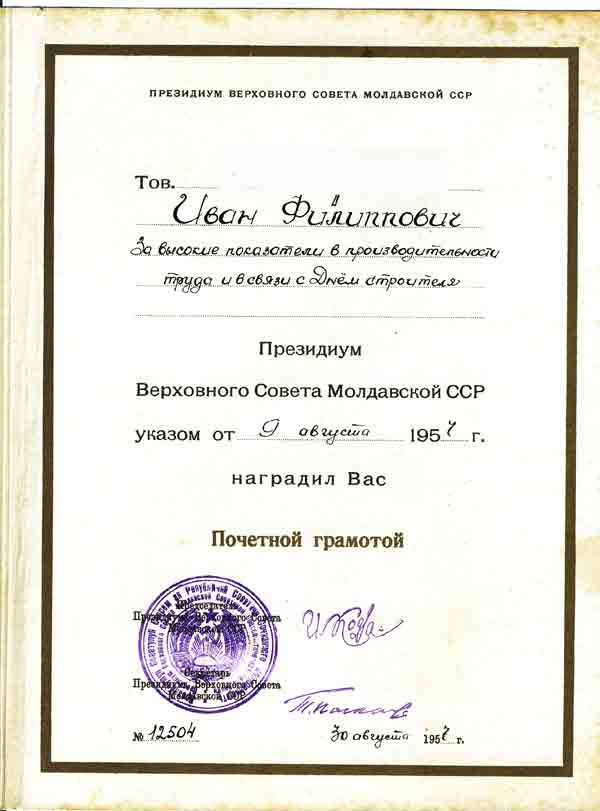 ПРЕЗИДИУМ ВЕРХОВНОГО СОВЕТА МОЛДАВСКОЙ ССР
Тов.
Иван Филиппович
За высокие показатели в производительности
труда и в связи с Днём строителя
Президиум
Верховного Совета Молдавской ССР
указом от 9 августа 1957 г.
наградил Вас
Почетной грамотой
Председатель
Президиума Верховного Совета
Молдавской ССР
Секретарь
Президиума Верховного Совета
Молдавской ССР
№ 12504 30 августа 1957 г.